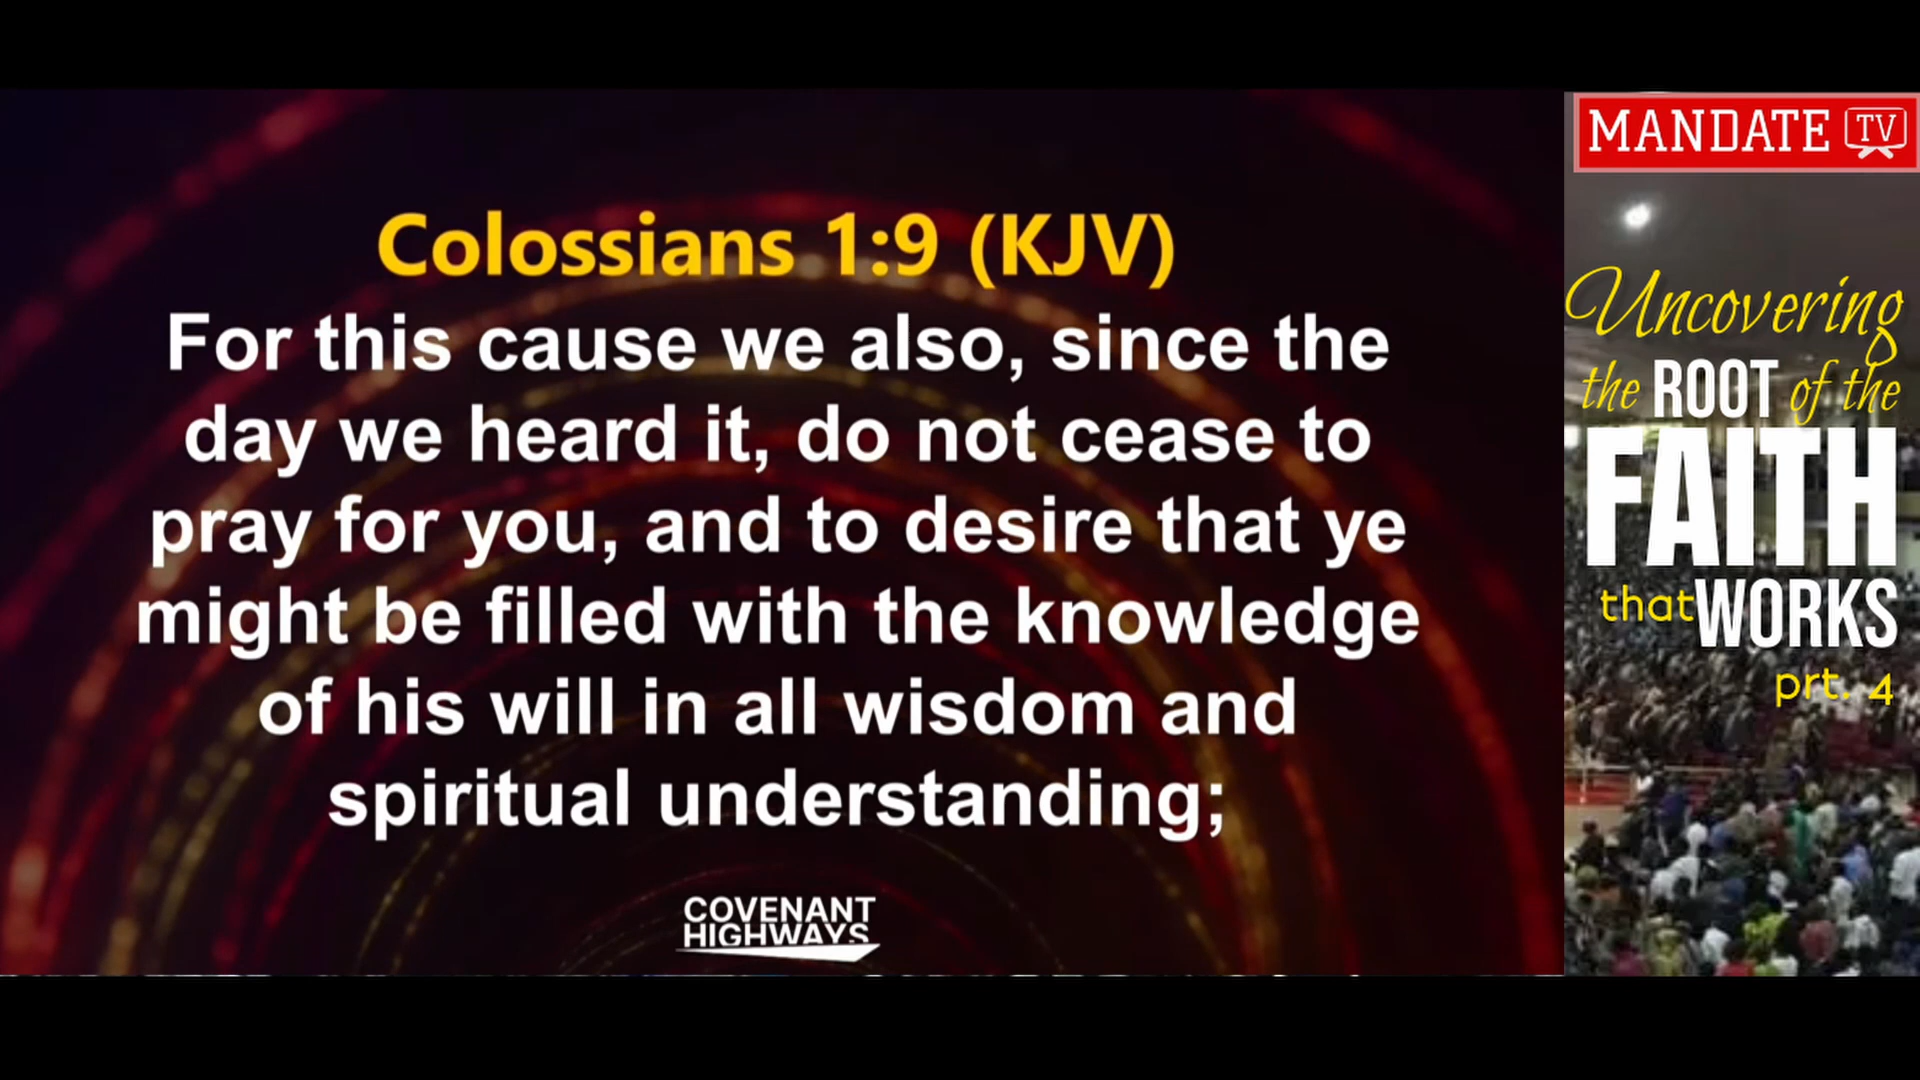 Colossians 1:9 (KJV)
For this cause we also, since the
day we heard it, do not cease to
pray for you, and to desire that ye
might be filled with the knowledge
of his will in all wisdom and
spiritual understanding;
COVENANT
HIGHWAYS
MANDATE TV
Uncovering
the ROOT of the
FAITH
that WORKS
prt. 4